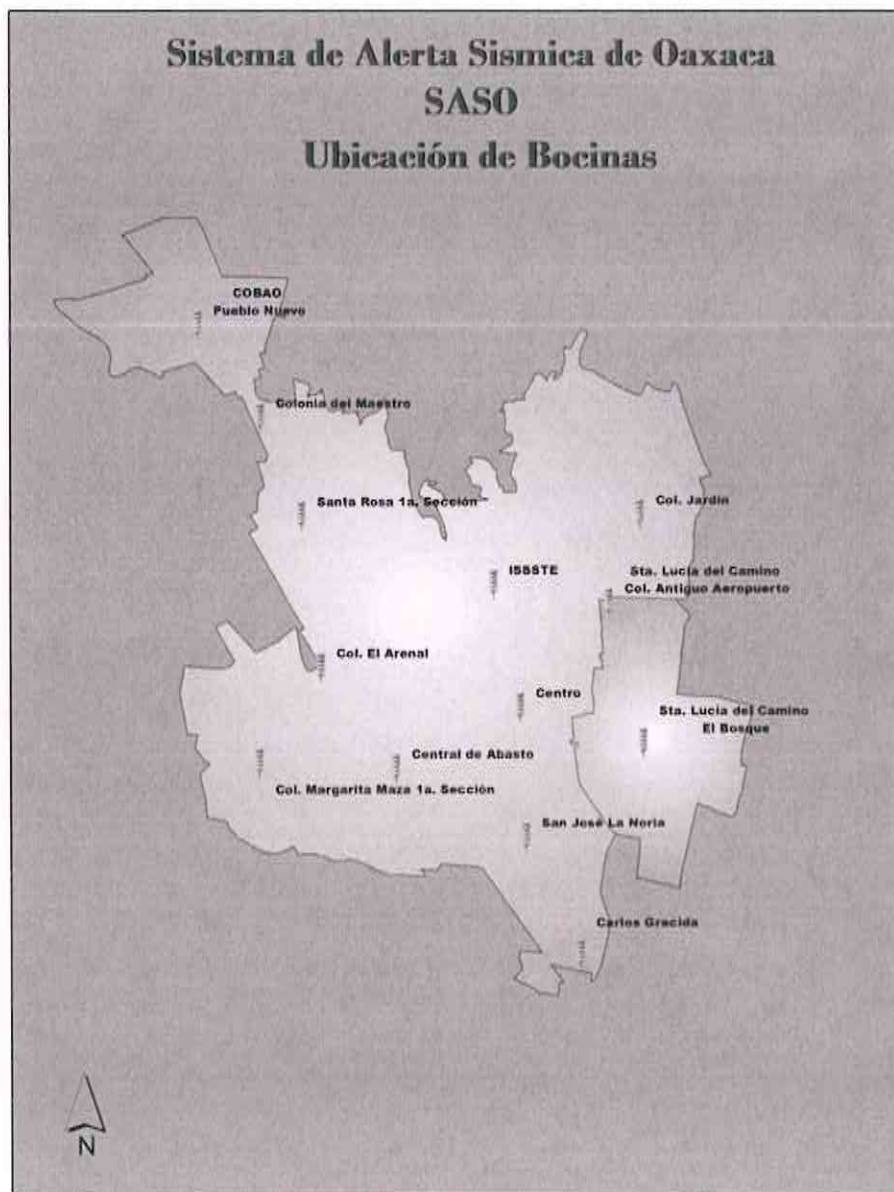 Sistema de Alerta Sismica de Oaxaca
SASO
Ubicación de Bocinas
COBAO
Pueblo Nuevo
Colonia del Maestro
Santa Rosa 1a. Sección
Col. Jardín
ISSSTE
Sta. Lucía del Camino
Col. Antiguo Aeropuerto
Col. El Arenal
Centro
Sta. Lucía del Camino
El Bosque
Central de Abasto
Col. Margarita Maza 1a. Sección
San José La Noria
Carlos Gracida
N